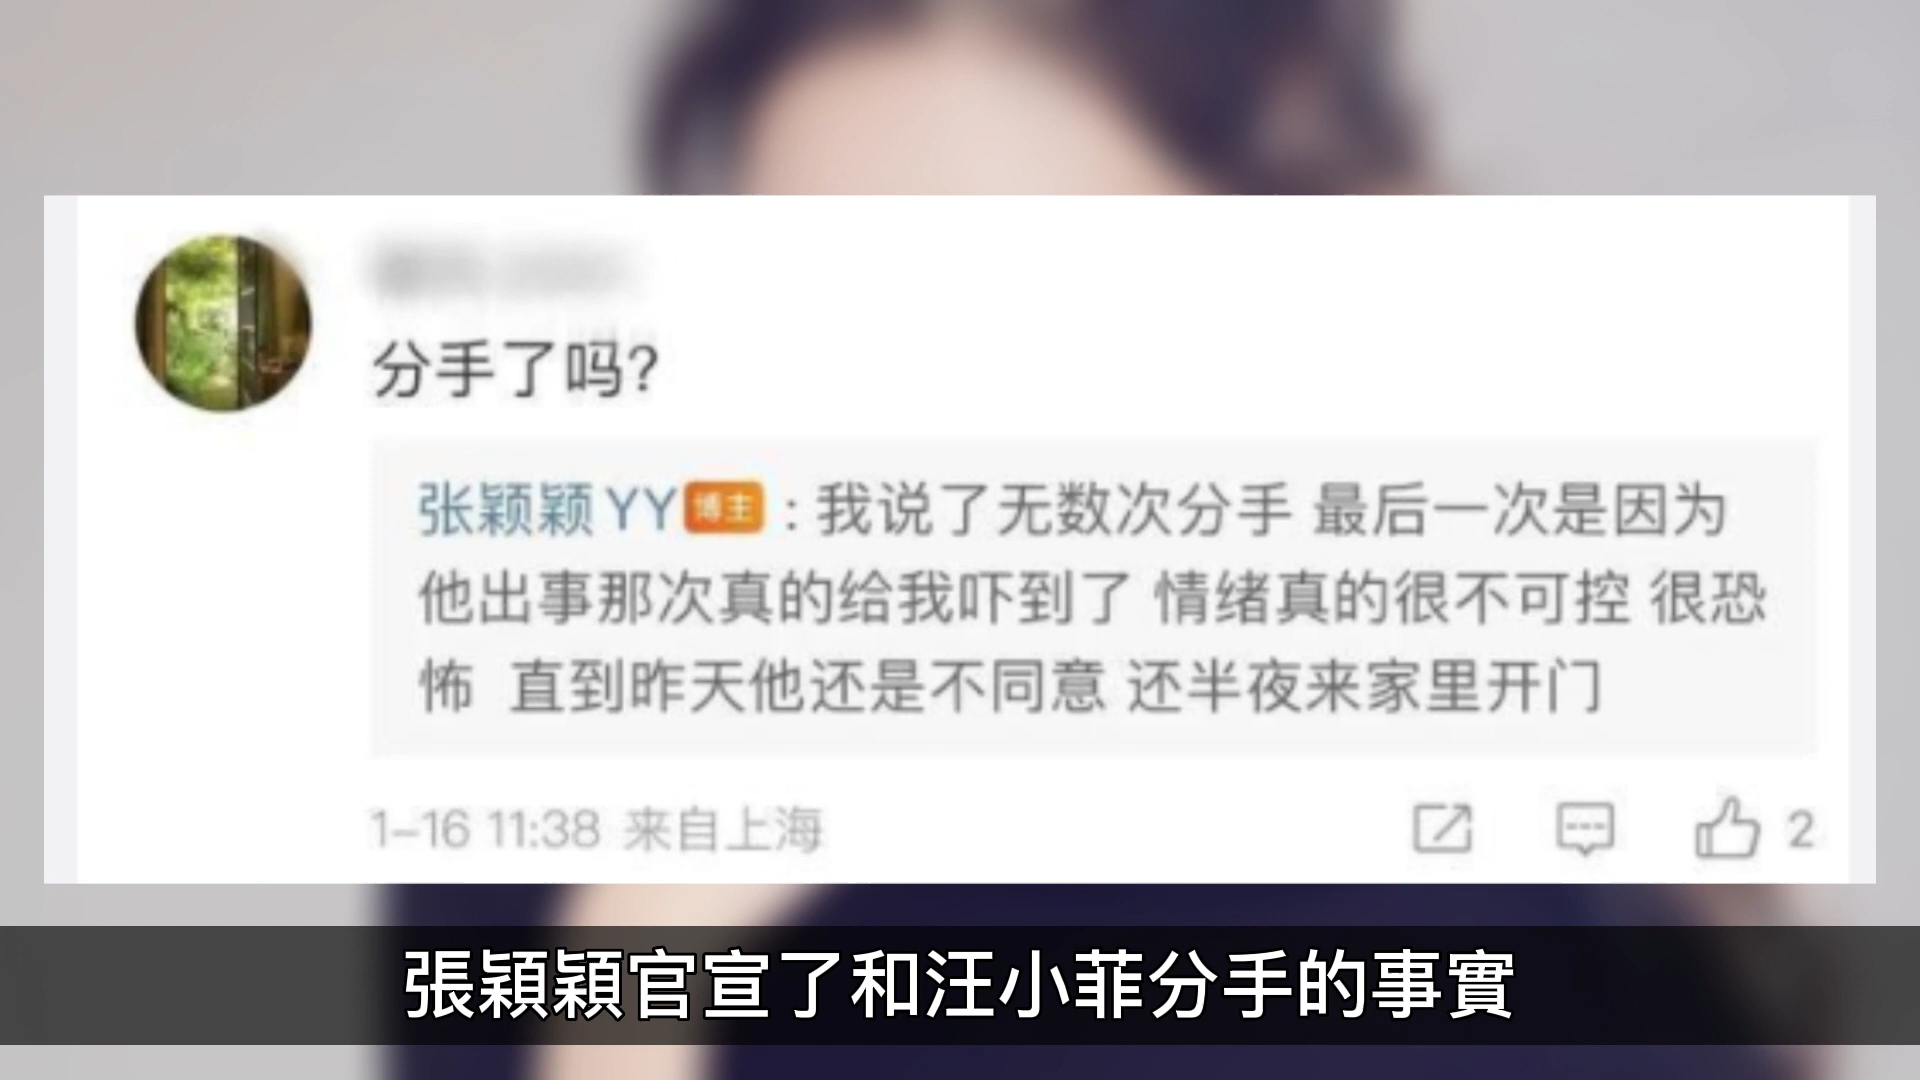 分手了吗？
张颖颖YY博主：我说了无数次分手 最后一次是因为
他出事那次真的给我吓到了 情绪真的很不可控 很恐
怖 直到昨天他还是不同意 还半夜来家里开门
1-16 11:38 来自上海
2
張穎穎官宣了和汪小菲分手的事實